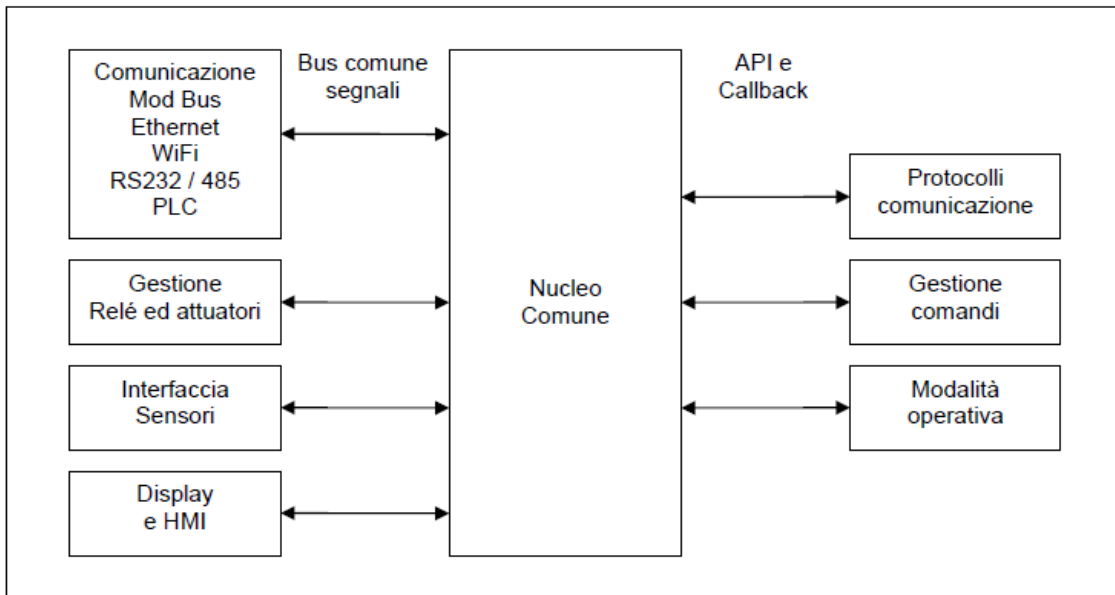 Comunicazione
Mod Bus
Ethernet
WiFi
RS232 / 485
PLC
Bus comune
segnali
API e
Callback
Protocolli
comunicazione
Gestione
Relé ed attuatori
Nucleo
Comune
Gestione
comandi
Interfaccia
Sensori
Modalità
operativa
Display
e HMI